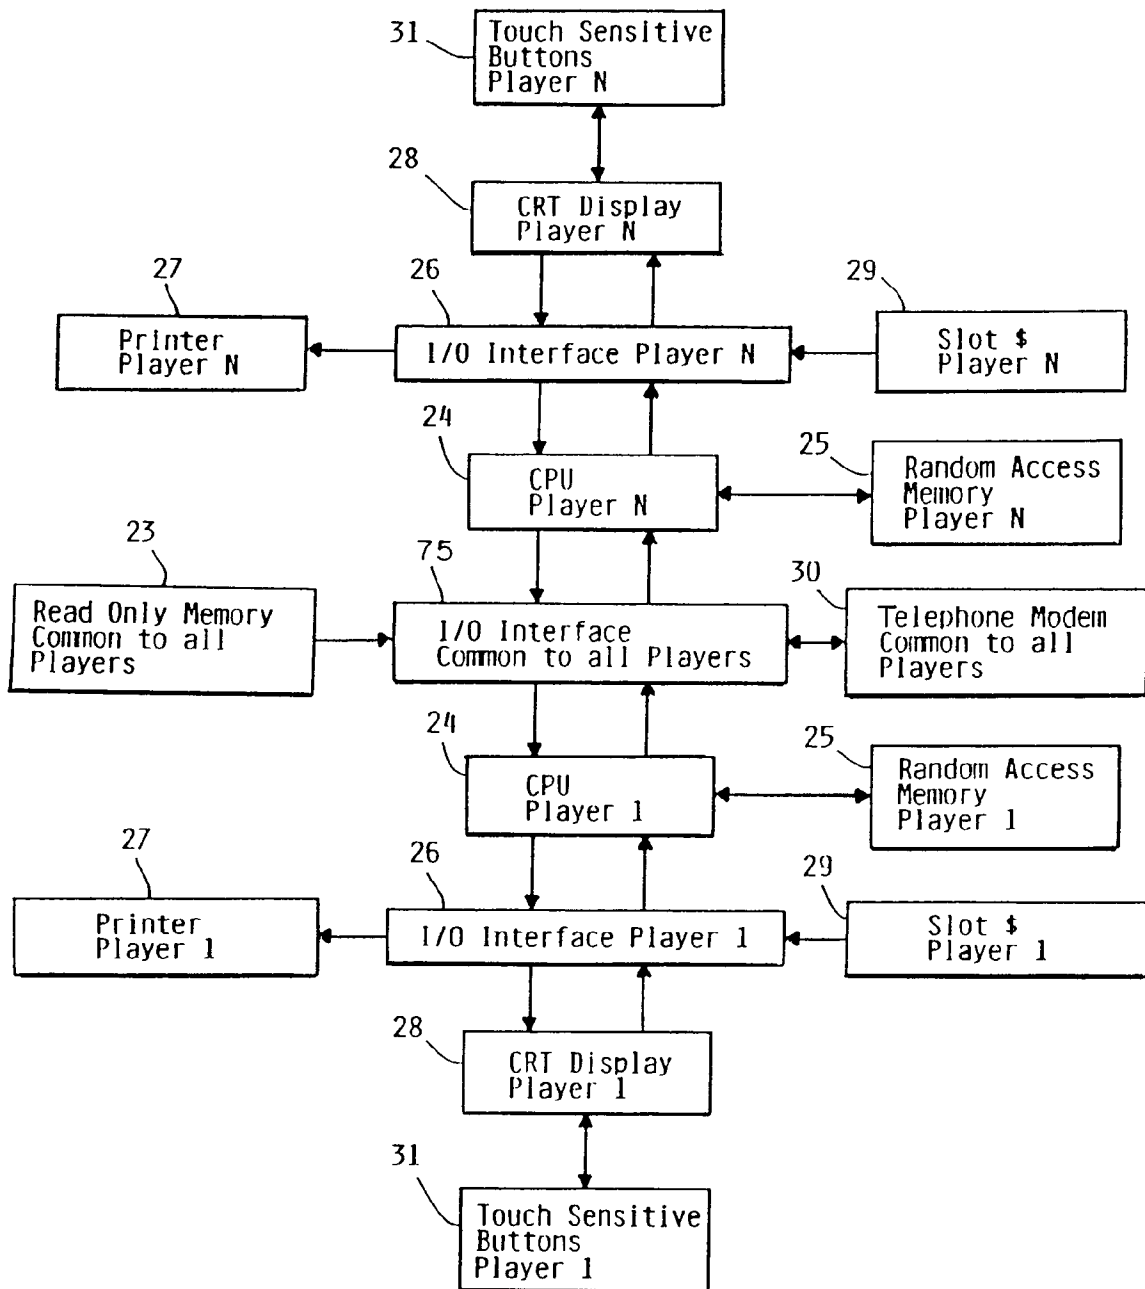 31
Touch Sensitive
Buttons
Player N
28
CRT Display
Player N
27
26
29
Printer
Player N
I/O Interface Player N
Slot $
Player N
24
25
CPU
Player N
Random Access
Memory
Player N
23
75
30
Read Only Memory
Common to all
Players
I/O Interface
Common to all Players
Telephone Modem
Common to all
Players
24
25
CPU
Player 1
Random Access
Memory
Player 1
27
26
29
Printer
Player 1
I/O Interface Player 1
Slot $
Player 1
28
CRT Display
Player 1
31
Touch Sensitive
Buttons
Player 1